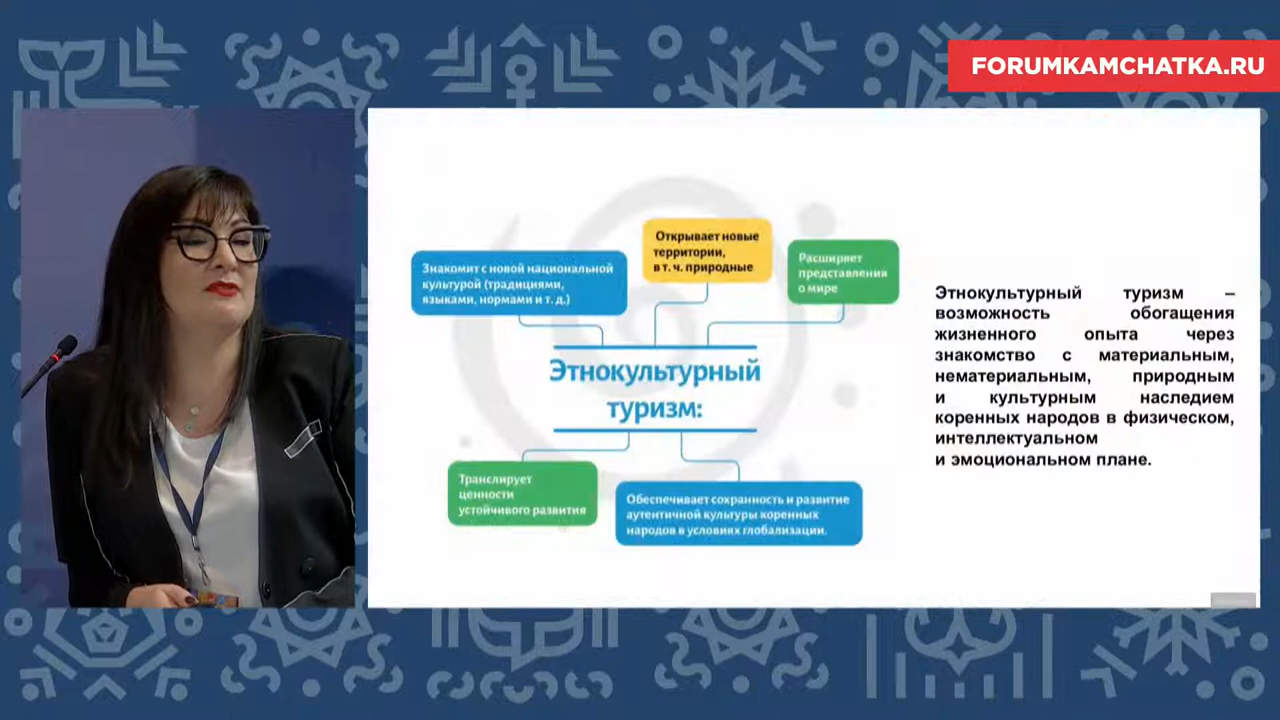 FORUMKAMCHATKA.RU
Знакомит с новой национальной
культурой (традициями,
языками, нормами и т. д.)
Открывает новые
территории,
в т. ч. природные
Расширяет
представления
о мире
Этнокультурный
туризм:
Транслирует
ценности
устойчивого развития
Обеспечивает сохранность и развитие
аутентичной культуры коренных
народов в условиях глобализации.
Этнокультурный туризм –
возможность обогащения
жизненного опыта через
знакомство с материальным,
нематериальным, природным
и культурным наследием
коренных народов в физическом,
интеллектуальном
и эмоциональном плане.